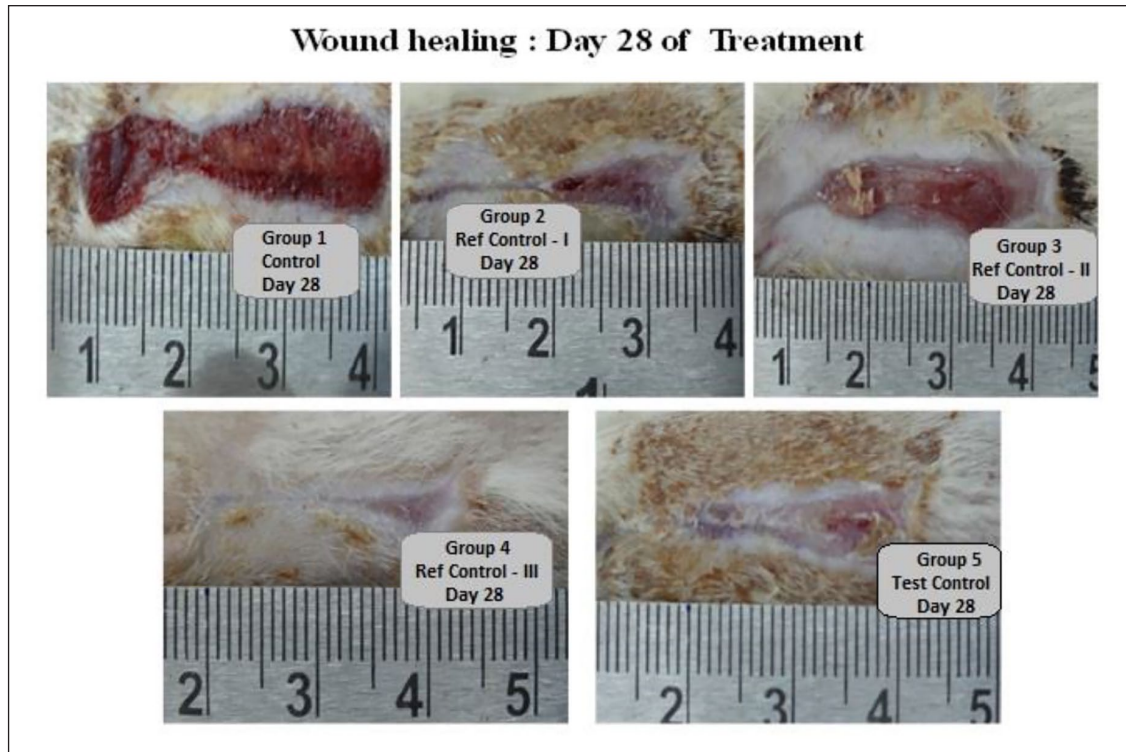 Wound healing : Day 28 of Treatment
Group 1
Control
Day 28
1 2 3 4
Group 2
Ref Control - I
Day 28
1 2 3 4
1
Group 3
Ref Control - II
Day 28
1 2 3 4 5
Group 4
Ref Control - III
Day 28
2 3 4 5
Group 5
Test Control
Day 28
2 3 4 5